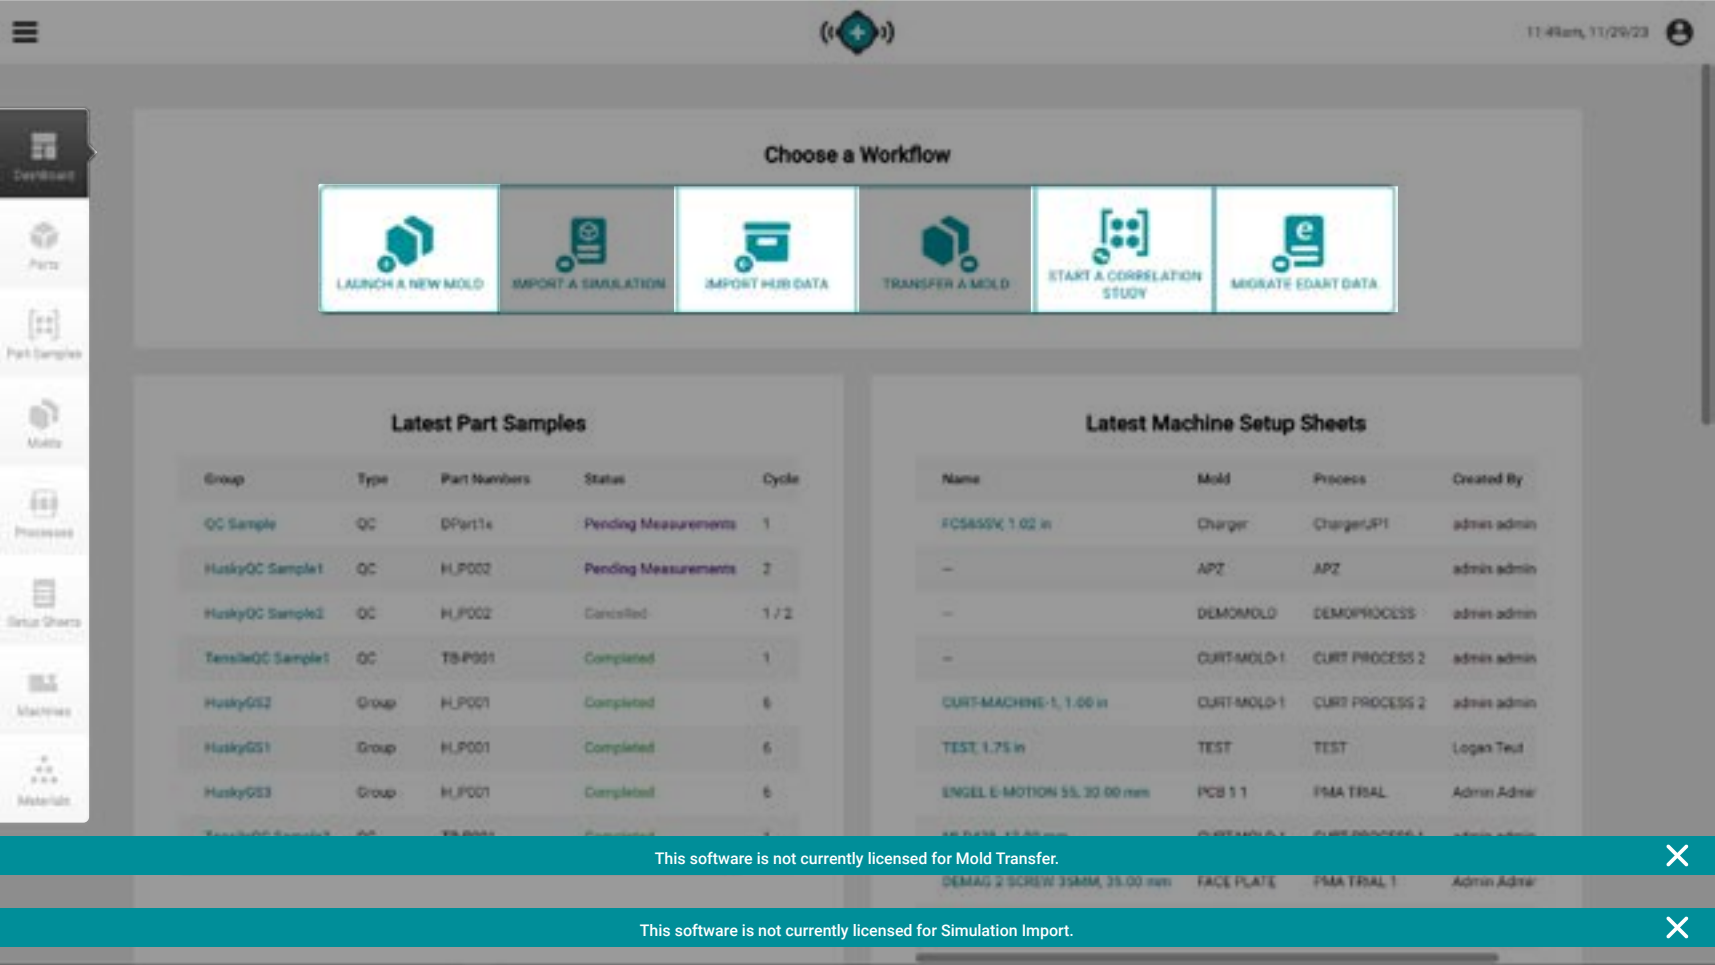 11:49am, 11/29/23
Dashboard
Parts
Part Samples
Molds
Processes
Setup Sheets
Machines
Materials
Choose a Workflow
LAUNCH A NEW MOLD
IMPORT A SIMULATION
IMPORT HUB DATA
TRANSFER A MOLD
START A CORRELATION
STUDY
MIGRATE EDART DATA
Latest Part Samples
Group Type Part Numbers Status Cycle
QC Sample QC Pending Measurements 1
HuskyQC Sample1 QC H_P002 Pending Measurements 2
HuskyQC Sample2 QC H_P002 Cancelled 1 / 2
TensileQC Sample1 QC TB-P001 Completed 1
HuskyGS2 Group H_P001 Completed 6
HuskyGS1 Group H_P001 Completed 6
HuskyGS3 Group H_P001 Completed 6
Latest Machine Setup Sheets
Name Mold Process Created By
1.02 in Charger ChargerJP1 admin admin
-- APZ APZ admin admin
-- DEMOMOLD DEMOPROCESS admin admin
-- CURT-MOLD-1 CURT PROCESS 2 admin admin
CURT-MACHINE-1, 1.00 in CURT-MOLD-1 CURT PROCESS 2 admin admin
TEST, 1.75 in TEST TEST Logan
ENGEL E-MOTION 55, 30.00 mm PCB 1 1 PMA TRIAL Admin Admin
This software is not currently licensed for Mold Transfer.
DEMAG 2 SCREW 35MM, 35.00 mm FACE PLATE PMA TRIAL 1 Admin Admin
This software is not currently licensed for Simulation Import.